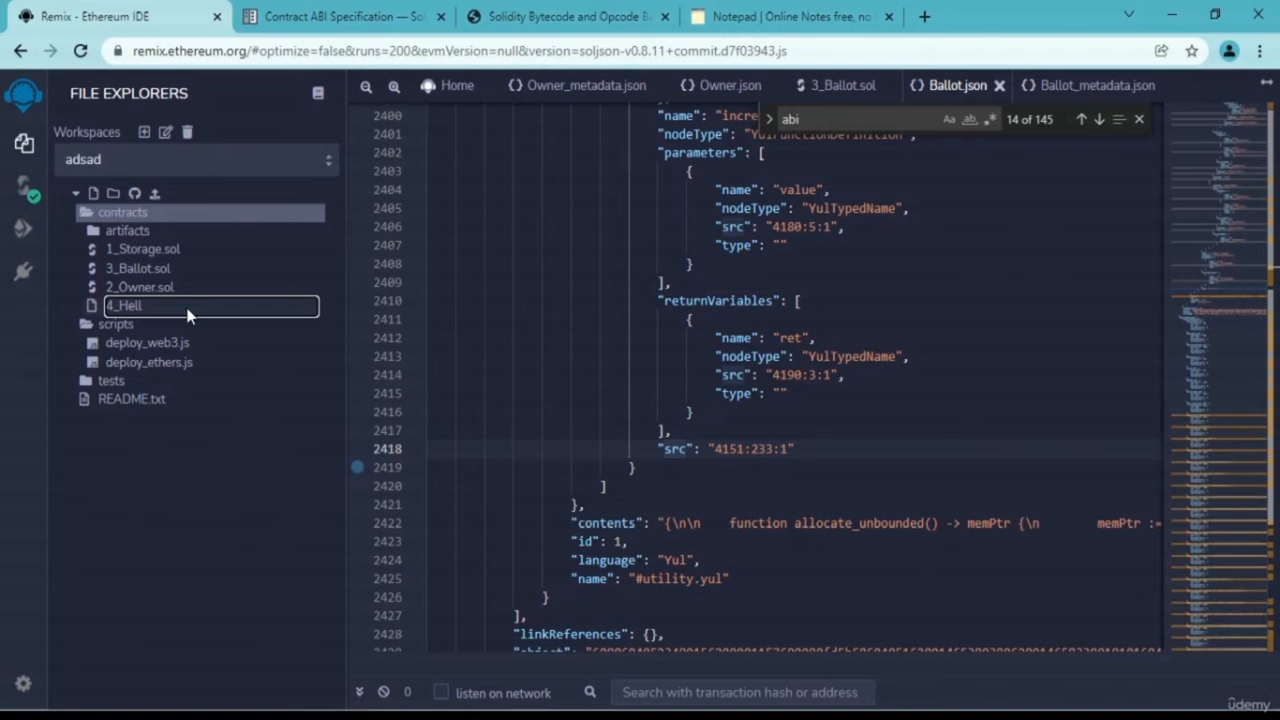 Remix - Ethereum IDE
Contract ABI Specification — Sol
Solidity Bytecode and Opcode B
Notepad | Online Notes free, no
remix.ethereum.org/#optimize=false&runs=200&evmVersion=null&version=soljson-v0.8.11+commit.d7f03943.js
FILE EXPLORERS
Home
Owner_metadata.json
Owner.json
3_Ballot.sol
Ballot.json
Ballot_metadata.json
abi
Aa
ab
14 of 145
Workspaces
adsad
contracts
artifacts
1_Storage.sol
3_Ballot.sol
2_Owner.sol
4_Hell
scripts
deploy_web3.js
deploy_ethers.js
tests
README.txt
2400 "name": "incre
2401 "nodeType": "YulFunctionDefinition",
2402 "parameters": [
2403 {
2404 "name": "value",
2405 "nodeType": "YulTypedName",
2406 "src": "4180:5:1",
2407 "type": ""
2408 }
2409 ],
2410 "returnVariables": [
2411 {
2412 "name": "ret",
2413 "nodeType": "YulTypedName",
2414 "src": "4190:3:1",
2415 "type": ""
2416 }
2417 ],
2418 "src": "4151:233:1"
2419 }
2420 ]
2421 },
2422 "contents": "{\n\n function allocate_unbounded() -> memPtr {\n memPtr :=
2423 "id": 1,
2424 "language": "Yul",
2425 "name": "#utility.yul"
2426 }
2427 ],
2428 "linkReferences": {},
0
listen on network
Search with transaction hash or address
ûdemy